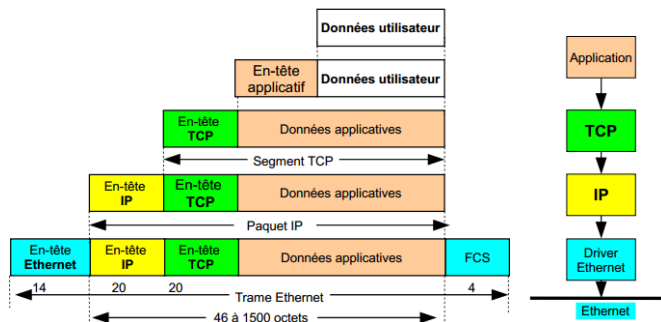 Données utilisateur
En-tête
applicatif
Données utilisateur
En-tête
TCP
Données applicatives
Segment TCP
En-tête
IP
En-tête
TCP
Données applicatives
Paquet IP
En-tête
Ethernet
En-tête
IP
En-tête
TCP
Données applicatives
FCS
14
20
20
4
Trame Ethernet
46 à 1500 octets
Application
TCP
IP
Driver
Ethernet
Ethernet